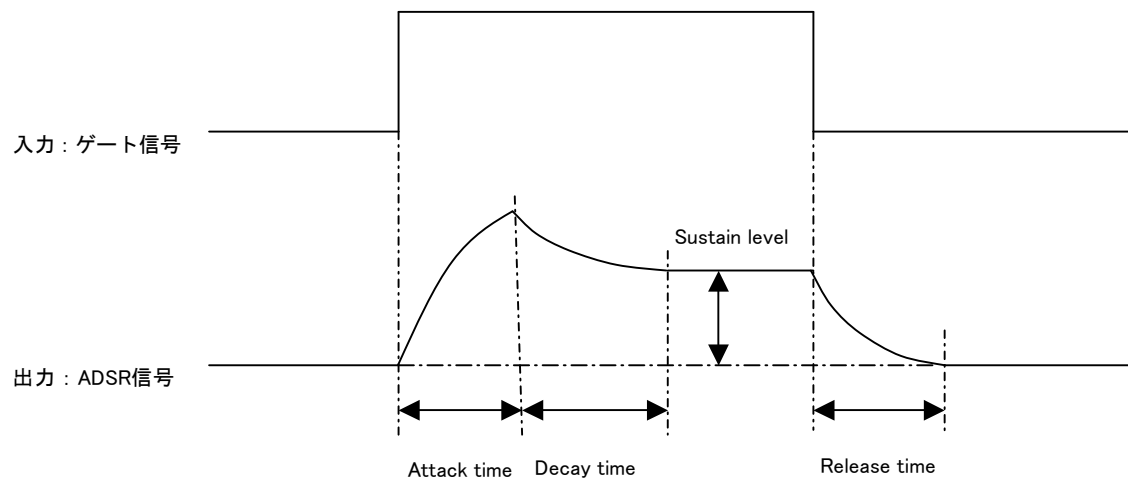 入力：ゲート信号
Sustain level
出力：ADSR信号
Attack time
Decay time
Release time